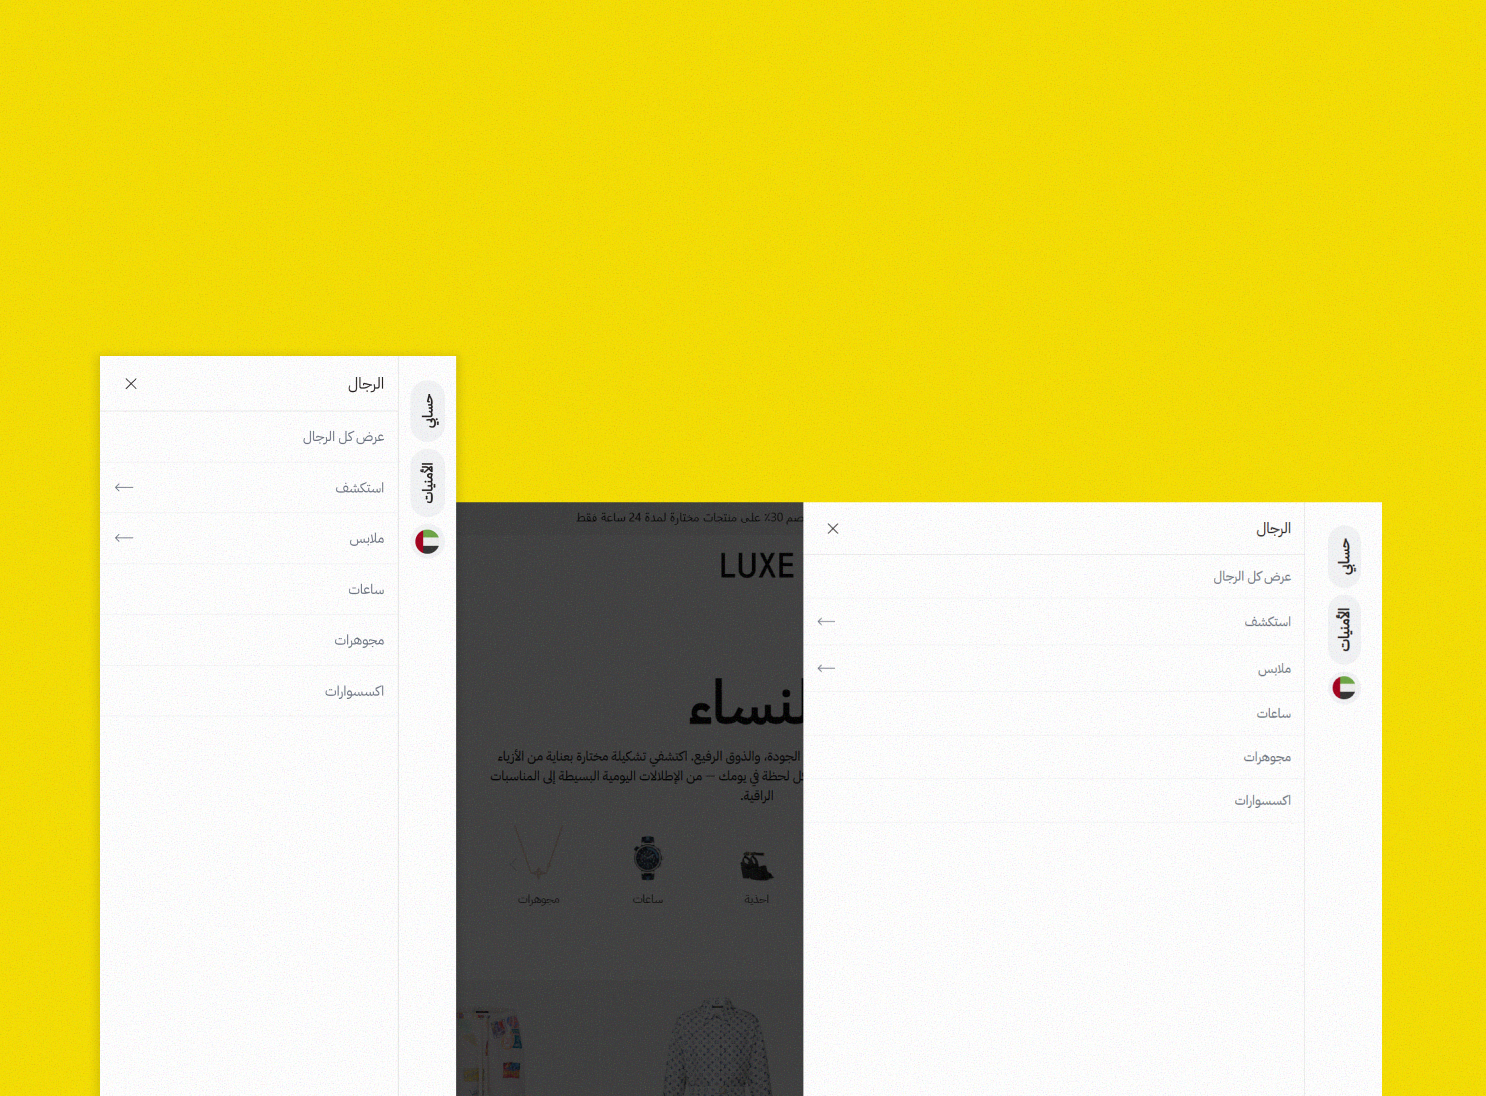 الرجال
عرض كل الرجال
استكشف
ملابس
ساعات
مجوهرات
اكسسوارات
حسابي
الأمنيات
خصم 30٪ على منتجات مختارة لمدة 24 ساعة فقط
LUXE
الجودة، والذوق الرفيع. اكتشفي تشكيلة مختارة بعناية من الأزياء
لحظة في يومك – من الإطلالات اليومية البسيطة إلى المناسبات
الراقية.
احذية
ساعات
مجوهرات
الرجال
عرض كل الرجال
استكشف
ملابس
ساعات
مجوهرات
اكسسوارات
حسابي
الأمنيات